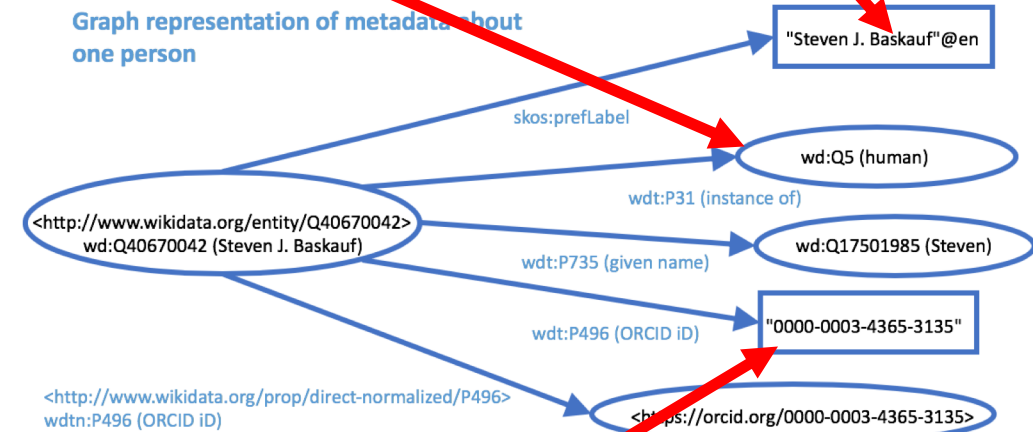 Graph representation of metadata about
one person
"Steven J. Baskauf"@en
skos:prefLabel
wd:Q5 (human)
wdt:P31 (instance of)
<http://www.wikidata.org/entity/Q40670042>
wd:Q40670042 (Steven J. Baskauf)
wd:Q17501985 (Steven)
wdt:P735 (given name)
"0000-0003-4365-3135"
wdt:P496 (ORCID iD)
<http://www.wikidata.org/prop/direct-normalized/P496>
wdtn:P496 (ORCID iD)
<https://orcid.org/0000-0003-4365-3135>